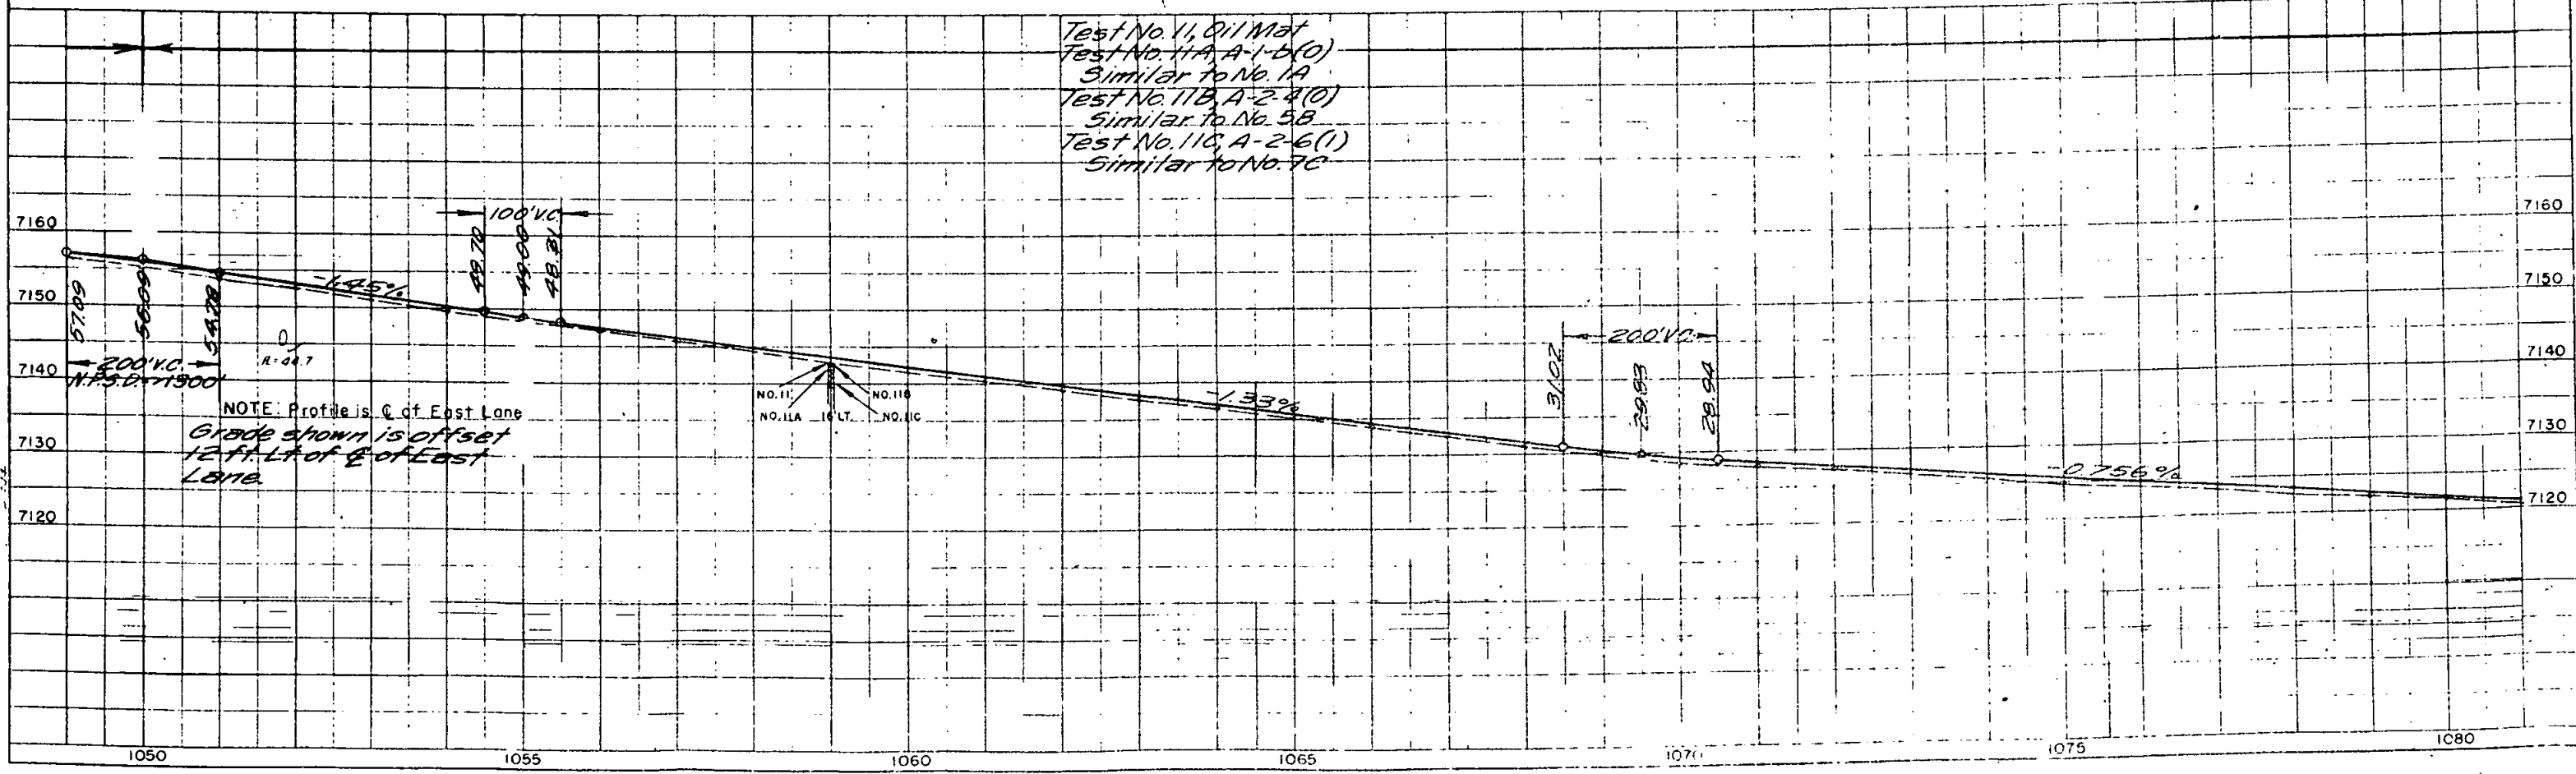 Test No. 11, Oil Mat
Test No. 11A, A-1-b(0)
Similar to No. 1A
Test No. 11B, A-2-4(0)
Similar to No. 5B
Test No. 11C, A-2-6(1)
Similar to No. 7C
7160
7160
7150
7150
7140
7140
7130
7130
7120
7120
57.09
56.09
54.78
200' V.C.
N.P.S.D.=1300'
-1.45%
100' V.C.
49.70
49.00
48.31
NOTE: Profile is ℄ of East Lane
Grade shown is offset
12 ft. Lt of ℄ of East
Lane.
NO. 11
NO. 11B
NO. 11A
16' LT.
NO. 11C
-1.33%
200' V.C.
31.02
29.83
28.94
-0.756%
1050
1055
1060
1065
1075
1080